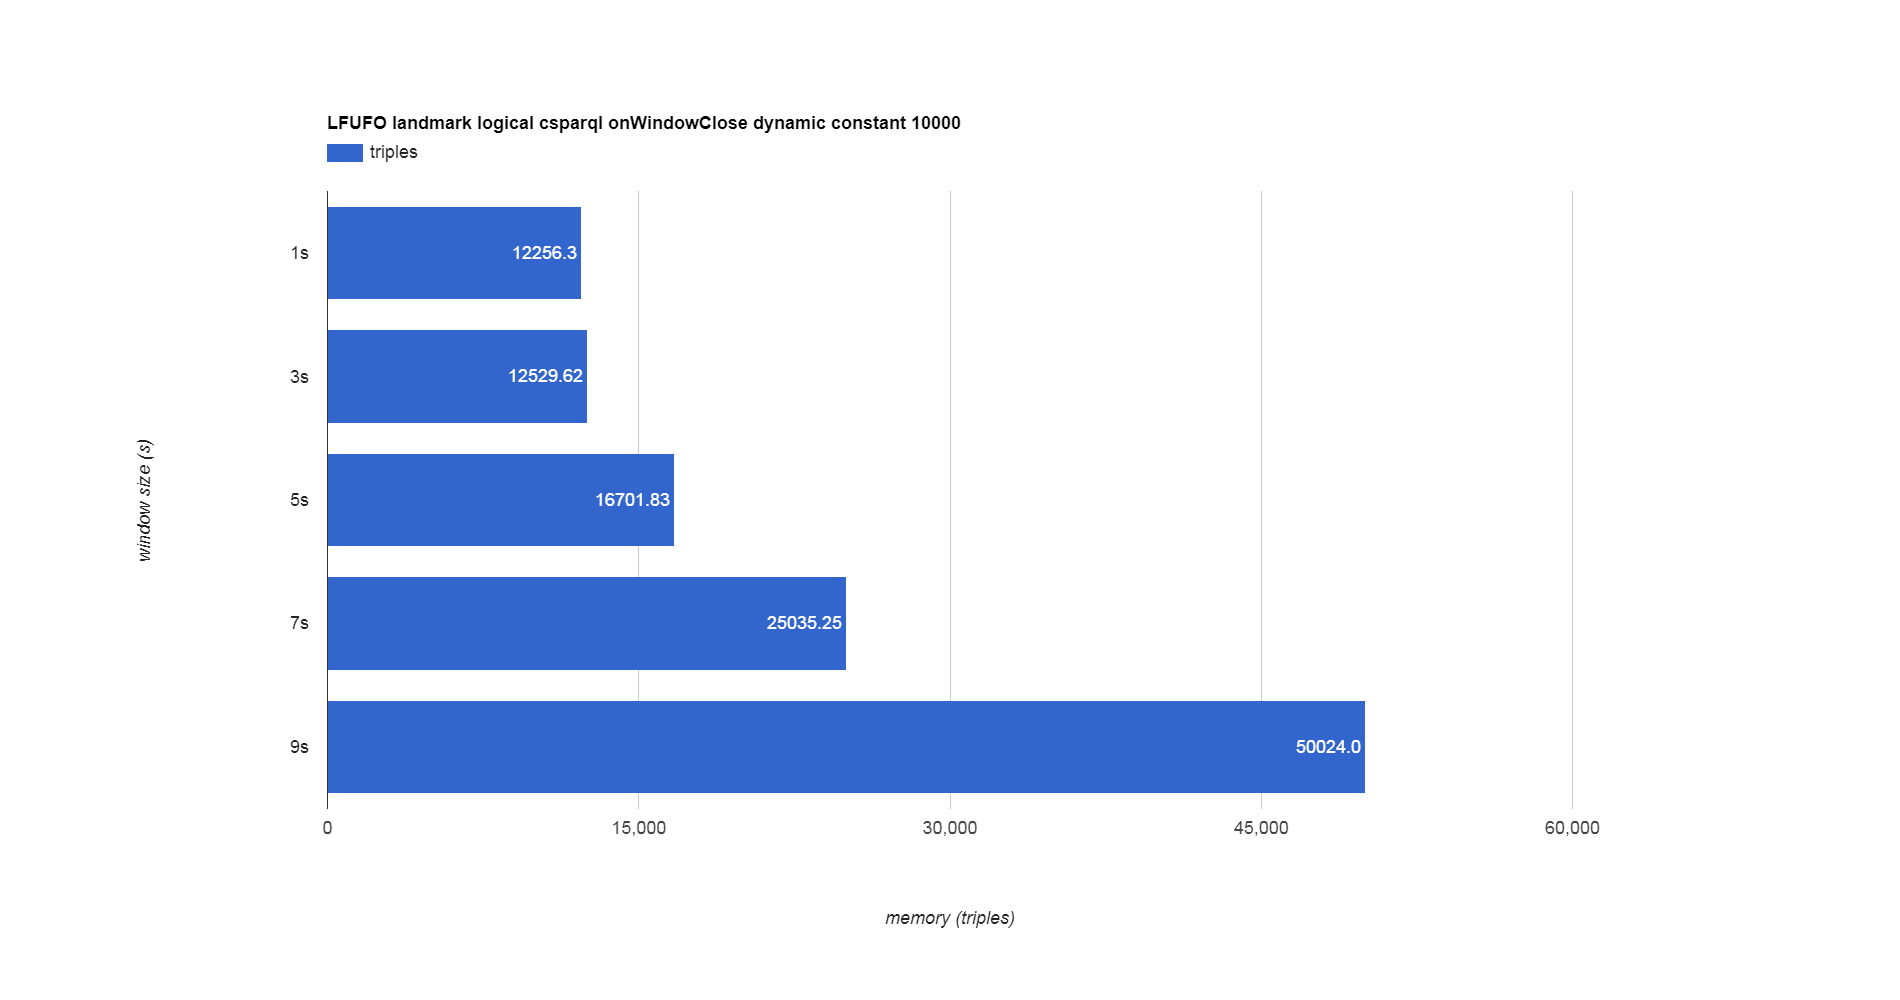 LFUFO landmark logical csparql onWindowClose dynamic constant 10000
triples
1s
12256.3
3s
12529.62
5s
16701.83
7s
25035.25
9s
50024.0
window size (s)
0
15,000
30,000
45,000
60,000
memory (triples)